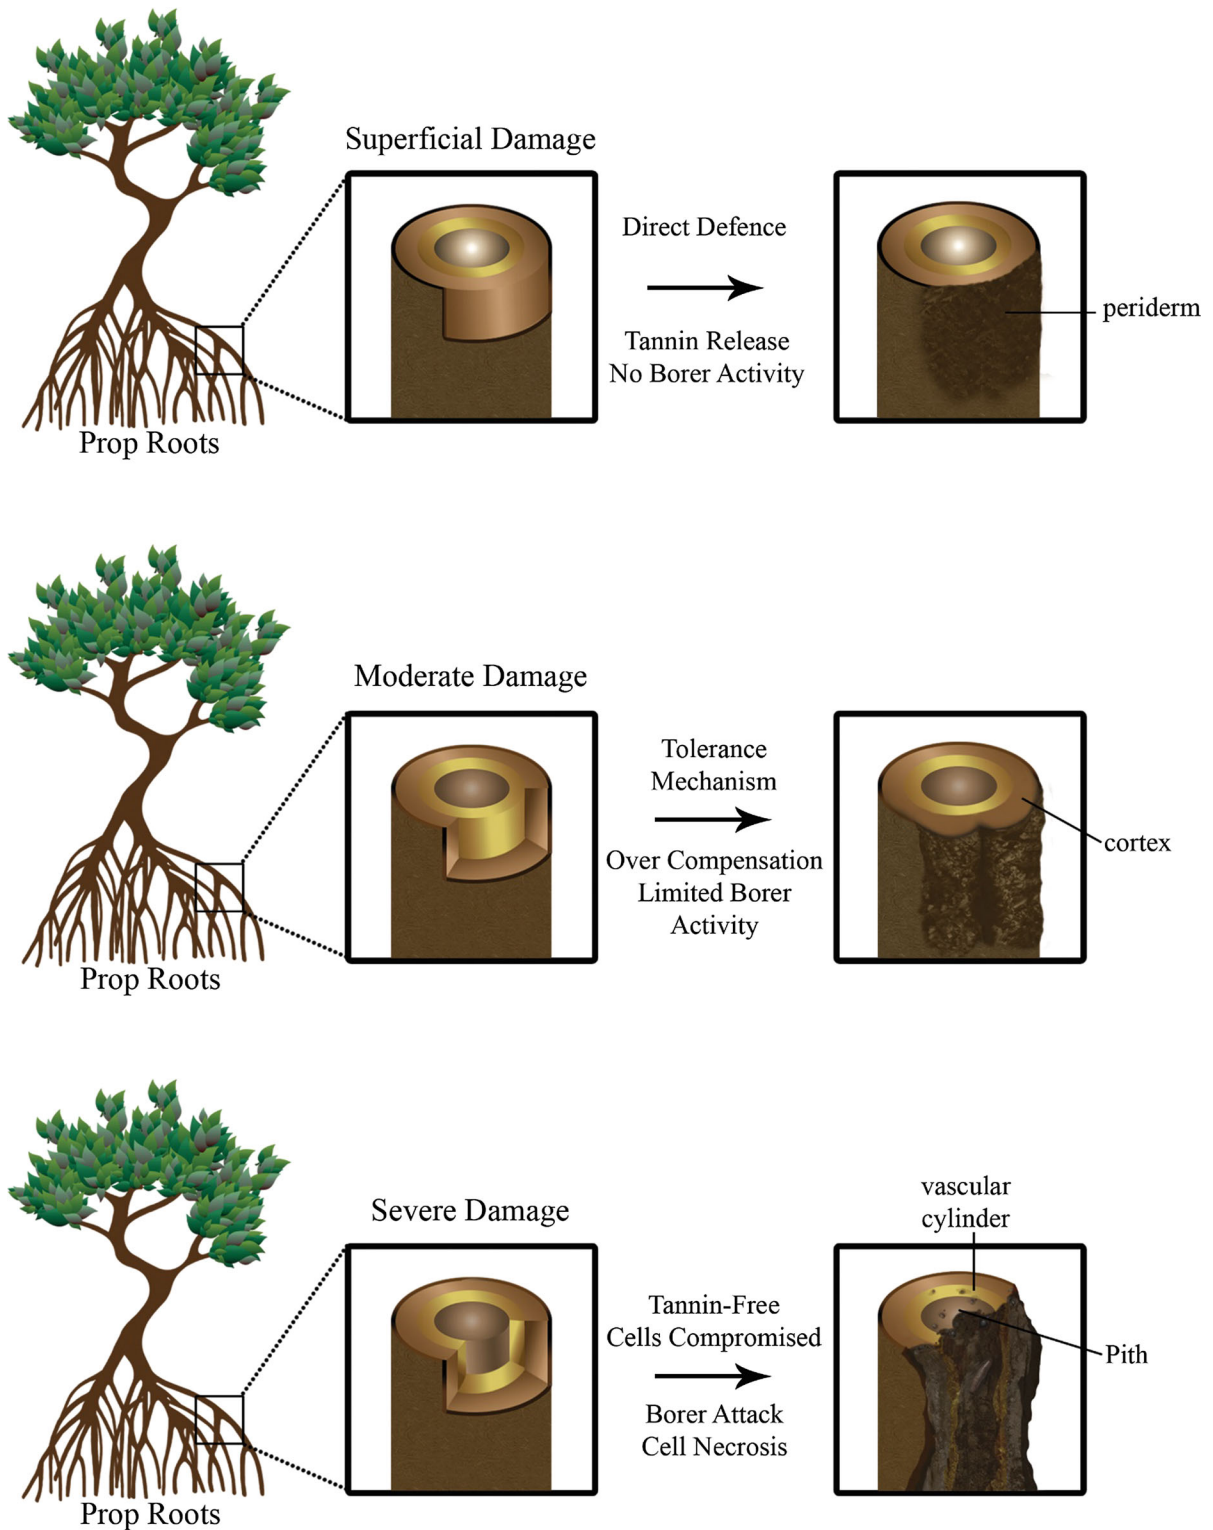 Superficial Damage
Direct Defence
Tannin Release
No Borer Activity
periderm
Prop Roots
Moderate Damage
Tolerance
Mechanism
Over Compensation
Limited Borer
Activity
cortex
Prop Roots
Severe Damage
vascular
cylinder
Tannin-Free
Cells Compromised
Borer Attack
Cell Necrosis
Pith
Prop Roots